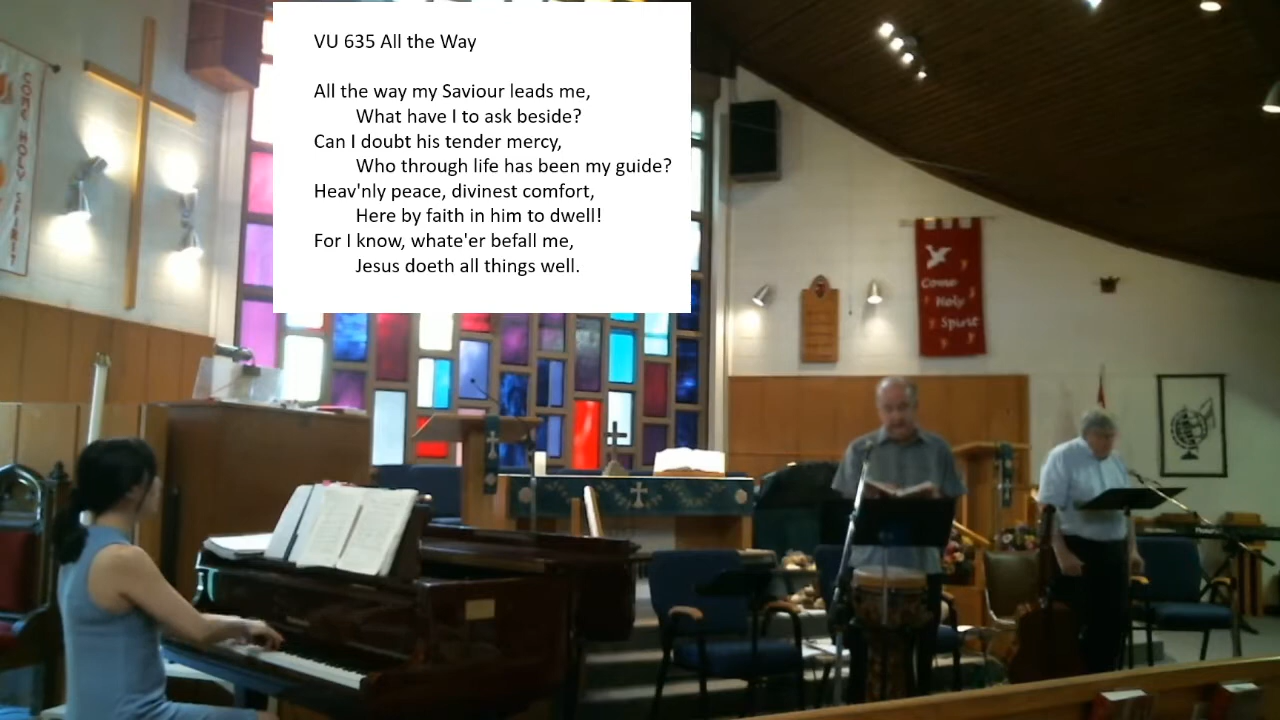 VU 635 All the Way
All the way my Saviour leads me,
What have I to ask beside?
Can I doubt his tender mercy,
Who through life has been my guide?
Heav'nly peace, divinest comfort,
Here by faith in him to dwell!
For I know, whate'er befall me,
Jesus doeth all things well.
COME HOLY SPIRIT
Come
Holy
Spirit